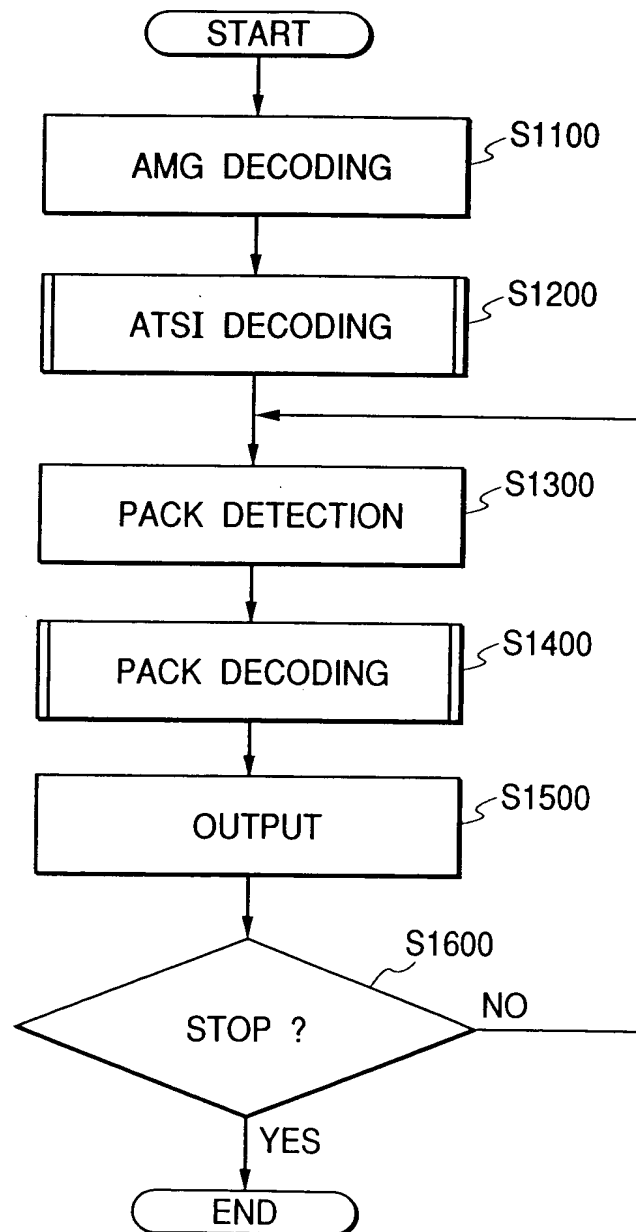 START
S1100
AMG DECODING
S1200
ATSI DECODING
S1300
PACK DETECTION
S1400
PACK DECODING
S1500
OUTPUT
S1600
STOP ?
NO
YES
END